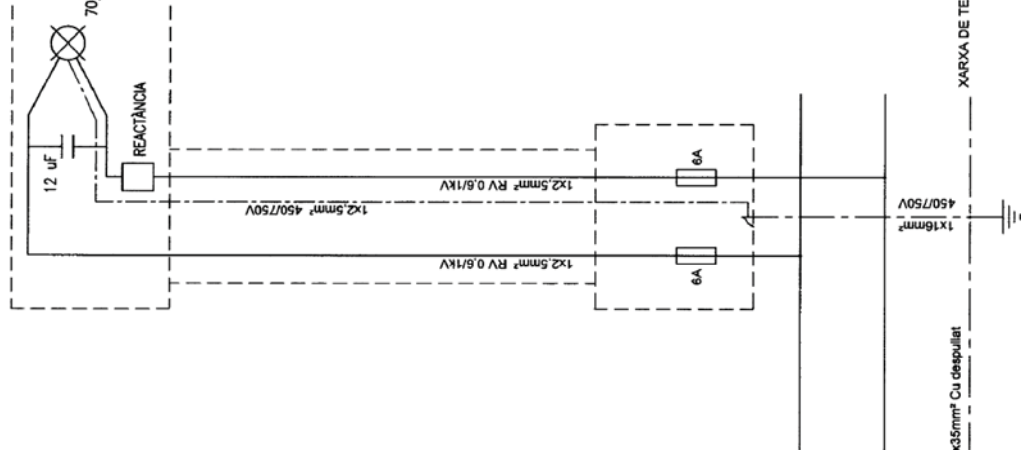 70,
12 uF
REACTÀNCIA
1x2,5mm² RV 0,6/1kV
1x2,5mm² 450/750V
1x2,5mm² RV 0,6/1kV
6A
6A
1x16mm²
450/750V
XARXA DE TE
x35mm² Cu despullat